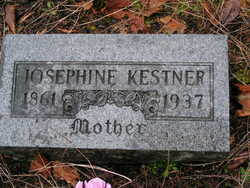 JOSEPHINE KESTNER
1861 1937
Mother